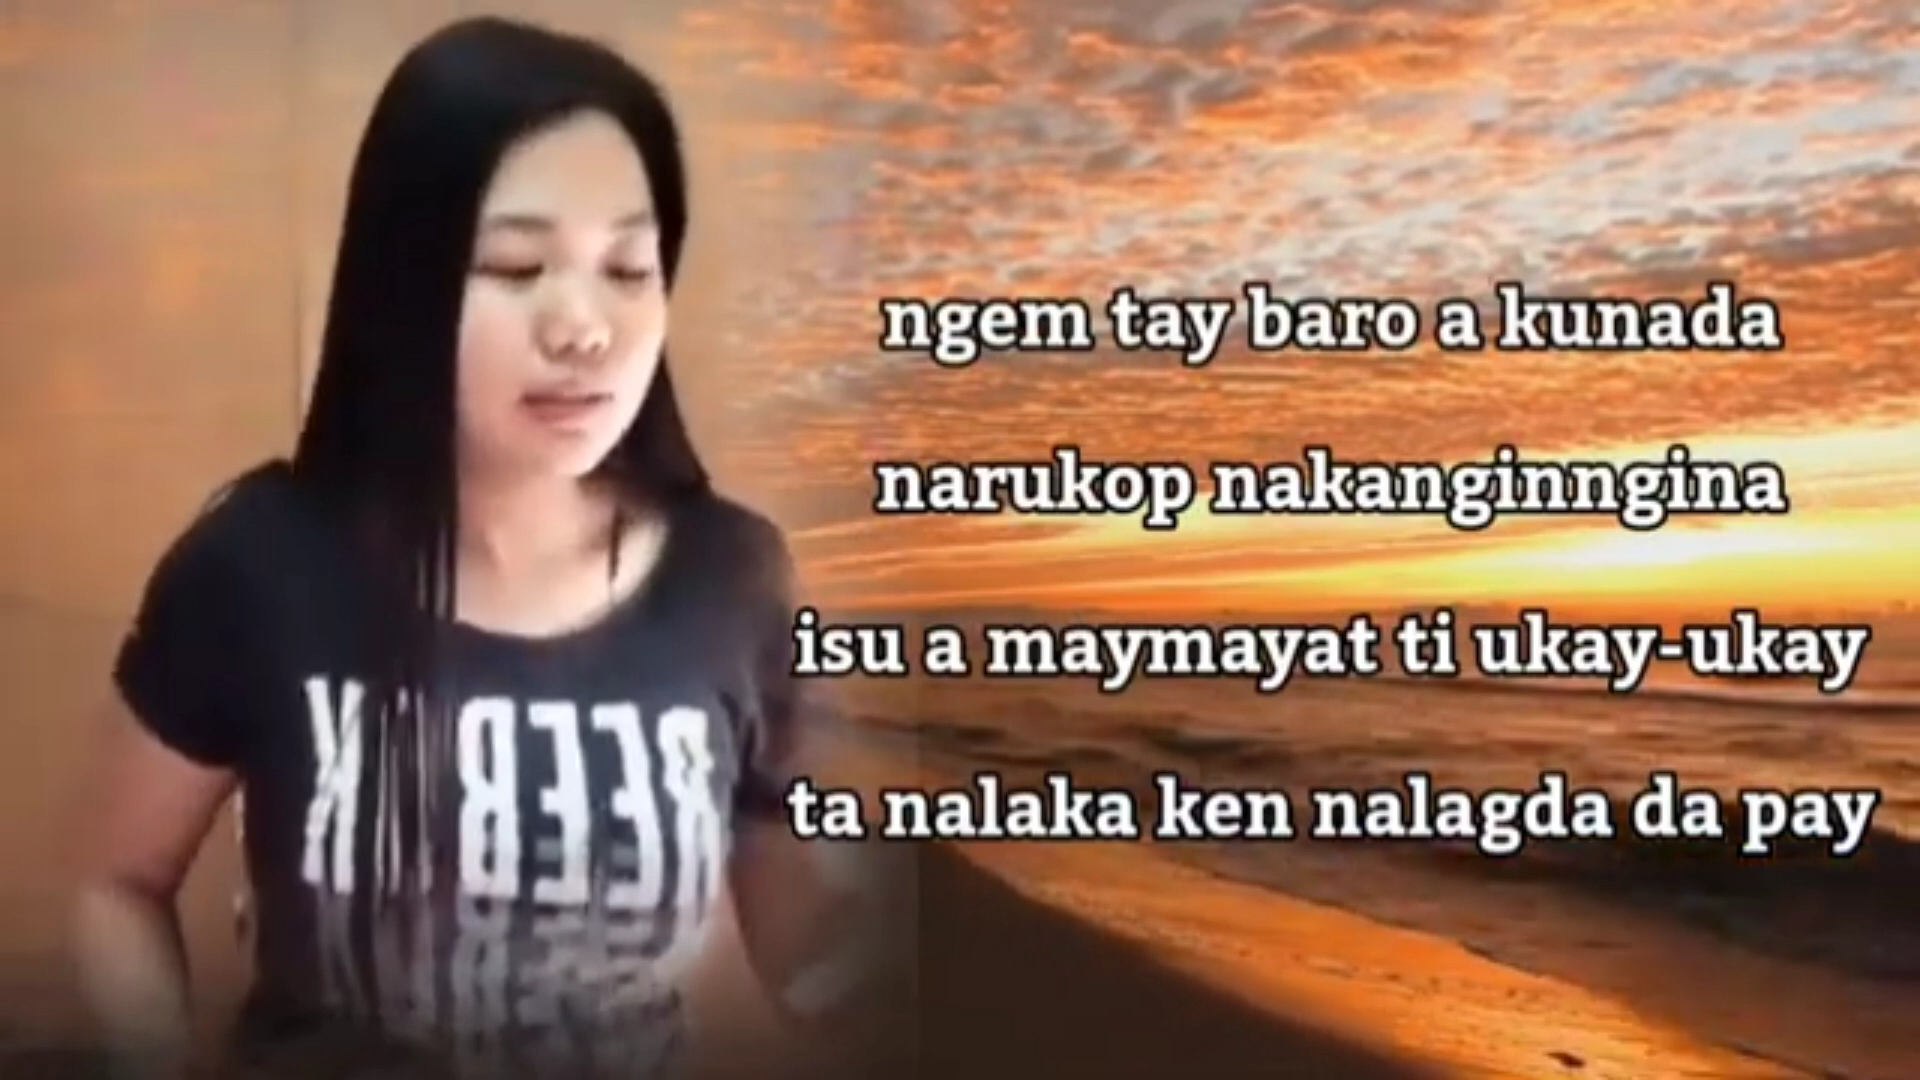 ngem tay baro a kunada
narukop nakanginngina
isu a maymayat ti ukay-ukay
ta nalaka ken nalagda da pay